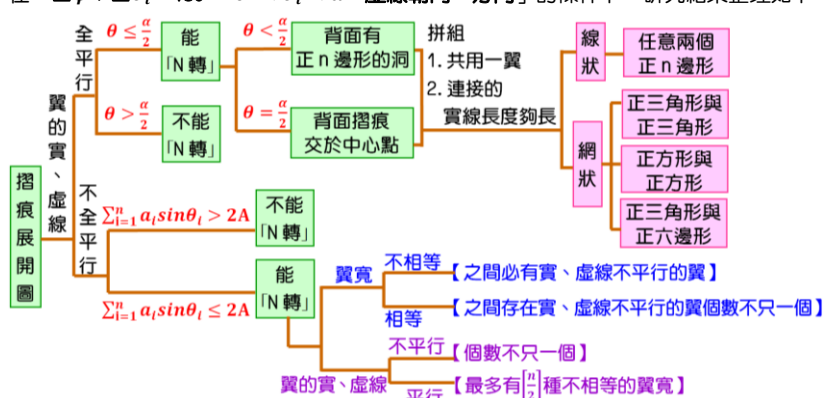 全平行
θ ≤ α/2
能
「N 轉」
θ < α/2
背面有
正 n 邊形的洞
θ > α/2
不能
「N 轉」
θ = α/2
背面摺痕
交於中心點
拼組
1. 共用一翼
2. 連接的
實線長度夠長
線狀
任意兩個
正 n 邊形
網狀
正三角形與
正三角形
正方形與
正方形
正三角形與
正六邊形
摺痕展開圖
翼的實、虛線
不全平行
∑ⁿᵢ₌₁ aᵢsinθᵢ > 2A
不能
「N 轉」
∑ⁿᵢ₌₁ aᵢsinθᵢ ≤ 2A
能
「N 轉」
翼寬
不相等
【之間必有實、虛線不平行的翼】
相等
【之間存在實、虛線不平行的翼個數不只一個】
翼的實、虛線
不平行
【個數不只一個】
平行
【最多有[n/2]種不相等的翼寬】